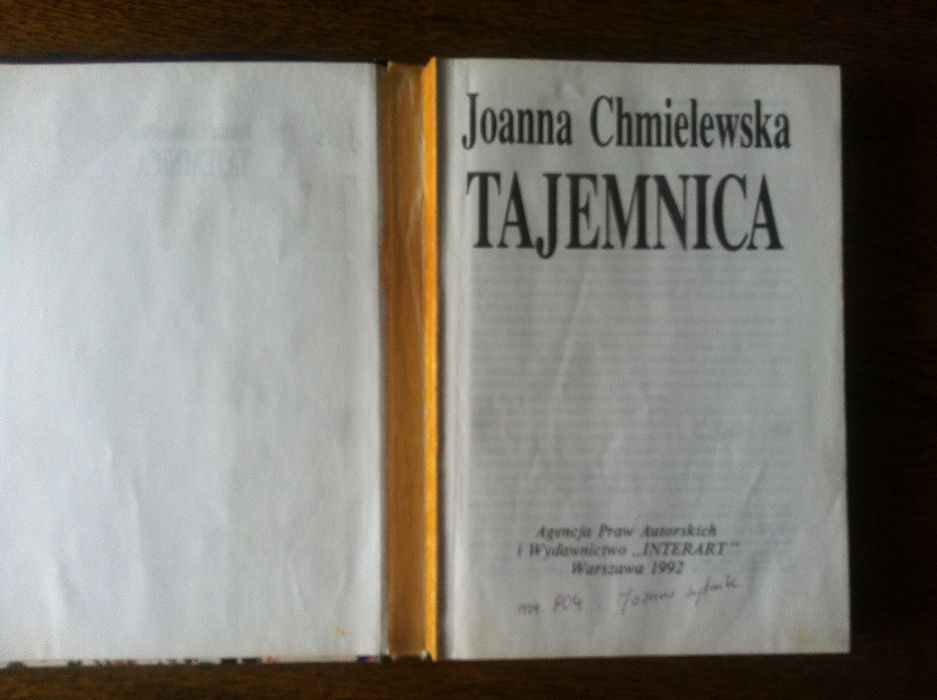 Joanna Chmielewska
TAJEMNICA
Agencja Praw Autorskich
i Wydawnictwo „INTERART”
Warszawa 1992